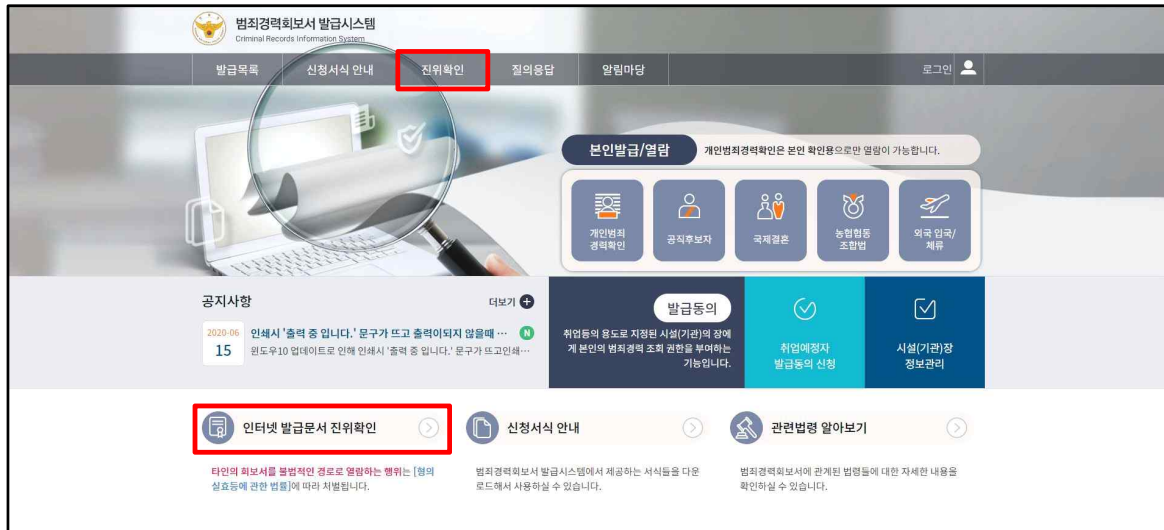 범죄경력회보서 발급시스템
Criminal Records Information System
발급목록 신청서식 안내 진위확인 질의응답 알림마당 로그인
본인발급/열람 개인범죄경력확인은 본인 확인용으로만 열람이 가능합니다.
개인범죄
경력확인
공직후보자
국제결혼
농협협동
조합법
외국 입국/
체류
공지사항 더보기
2020-06
15
인쇄시 '출력 중 입니다.' 문구가 뜨고 출력이되지 않을때 ··· N
윈도우10 업데이트로 인해 인쇄시 '출력 중 입니다.' 문구가 뜨고인쇄···
발급동의
취업등의 용도로 지정된 시설(기관)의 장에
게 본인의 범죄경력 조회 권한을 부여하는
기능입니다.
취업예정자
발급동의 신청
시설(기관)장
정보관리
인터넷 발급문서 진위확인
타인의 회보서를 불법적인 경로로 열람하는 행위는 [형의
실효등에 관한 법률]에 따라 처벌됩니다.
신청서식 안내
범죄경력회보서 발급시스템에서 제공하는 서식들을 다운
로드해서 사용하실 수 있습니다.
관련법령 알아보기
범죄경력회보서에 관계된 법령들에 대한 자세한 내용을
확인하실 수 있습니다.